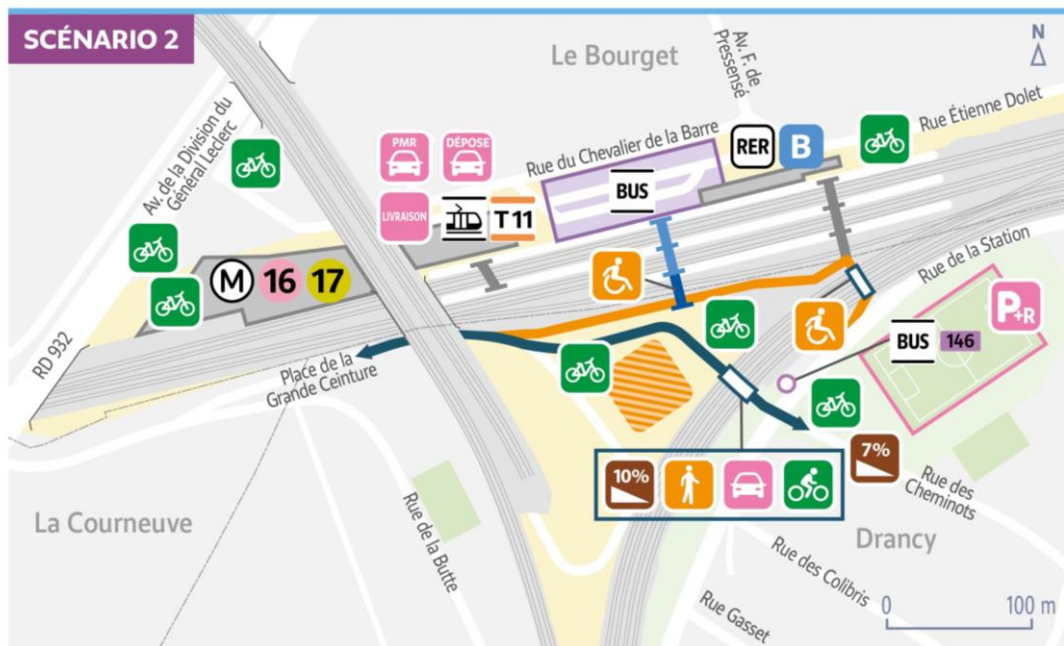 SCÉNARIO 2
Le Bourget
Av. F. de
Pressensé
N
Rue Étienne Dolet
Av. de la Division du
Général Leclerc
PMR
DÉPOSE
LIVRAISON
T 11
Rue du Chevalier de la Barre
BUS
RER
B
M
16
17
RD 932
Place de la
Grande Ceinture
Rue de la Station
P+R
BUS
146
10%
7%
La Courneuve
Rue de la Butte
Rue des
Cheminots
Drancy
Rue des Colibris
Rue Gasset
0
100 m